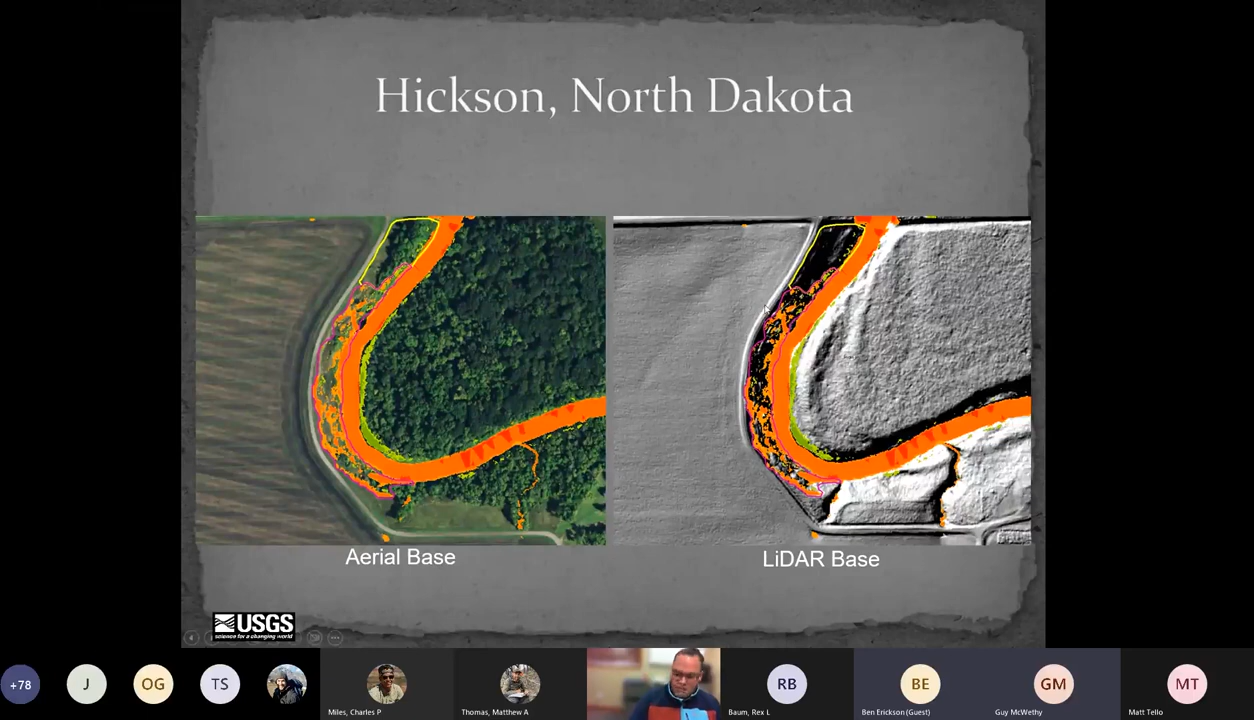 Hickson, North Dakota
Aerial Base
LiDAR Base
USGS
science for a changing world
+78
J
OG
TS
RB
BE
GM
MT
Miles, Charles P
Thomas, Matthew A
Baum, Rex L
Ben Erickson (Guest)
Guy McWethy
Matt Tello